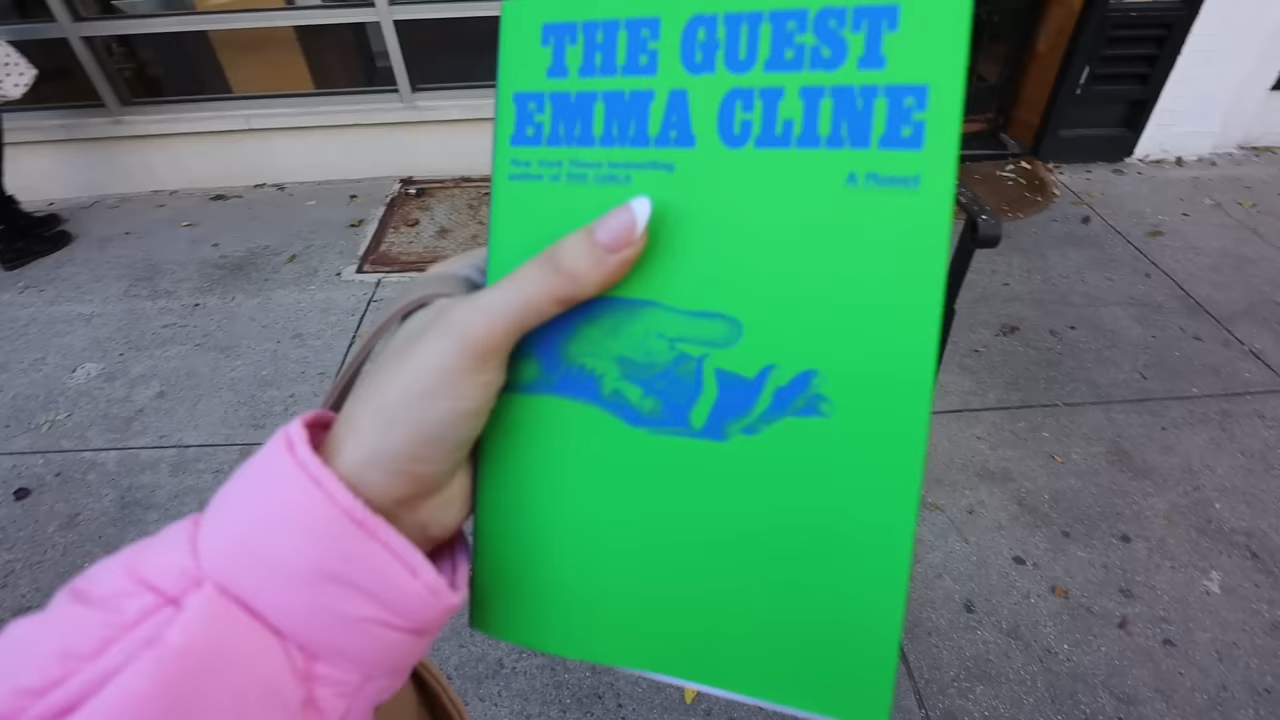 THE GUEST
EMMA CLINE
New York Times bestselling
author of THE GIRLS
A Novel